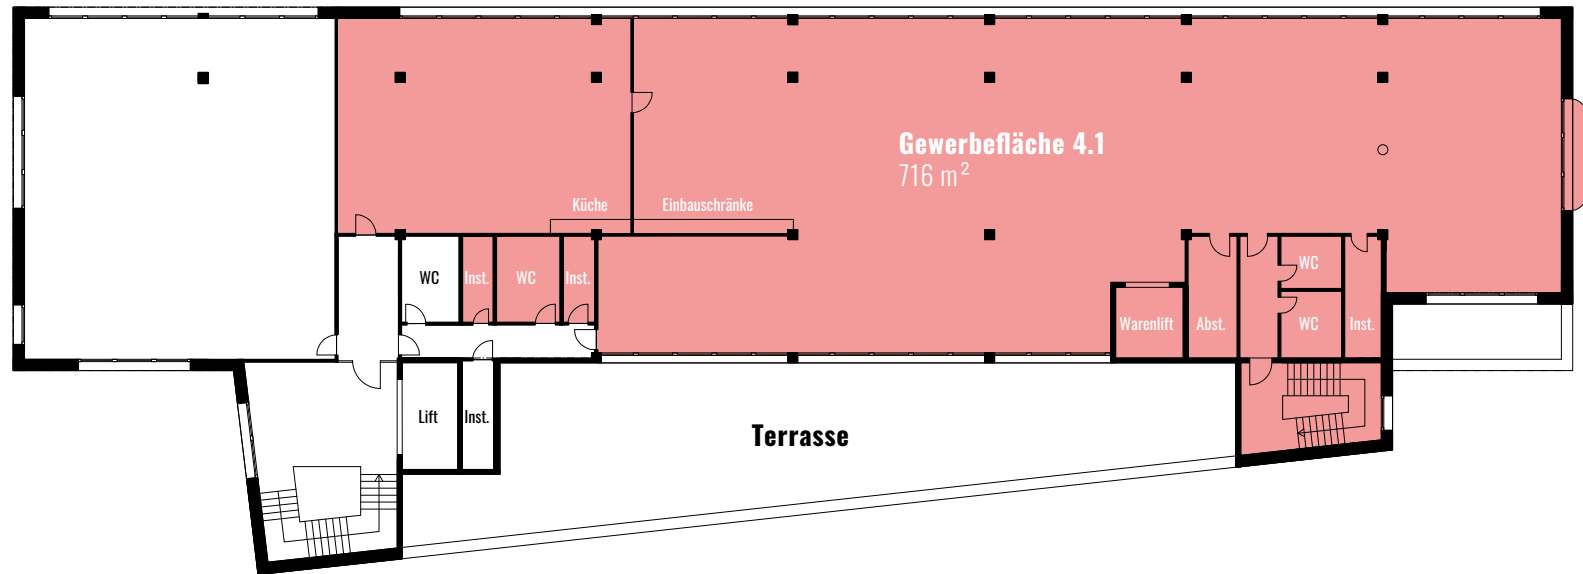 Gewerbefläche 4.1
716 m²
Küche
Einbauschränke
WC
Inst.
WC
Inst.
WC
Warenlift
Abst.
WC
Inst.
Lift
Inst.
Terrasse